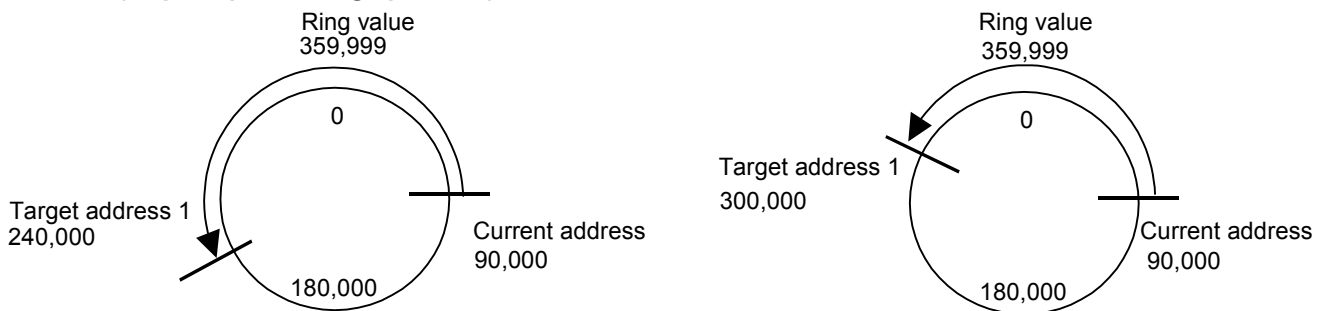 Ring value
359,999
0
Target address 1
240,000
Current address
90,000
180,000
Ring value
359,999
0
Target address 1
300,000
Current address
90,000
180,000